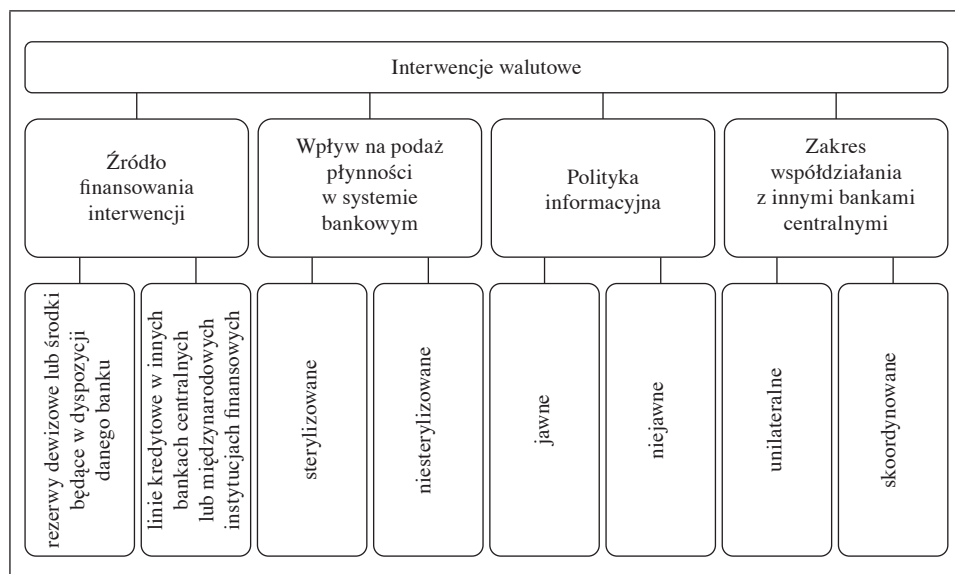 Interwencje walutowe
Źródło
finansowania
interwencji
Wpływ na podaż
płynności
w systemie
bankowym
Polityka
informacyjna
Zakres
współdziałania
z innymi bankami
centralnymi
rezerwy dewizowe lub środki
będące w dyspozycji
danego banku
linie kredytowe w innych
bankach centralnych
lub międzynarodowych
instytucjach finansowych
sterylizowane
niesterylizowane
jawne
niejawne
unilateralne
skoordynowane